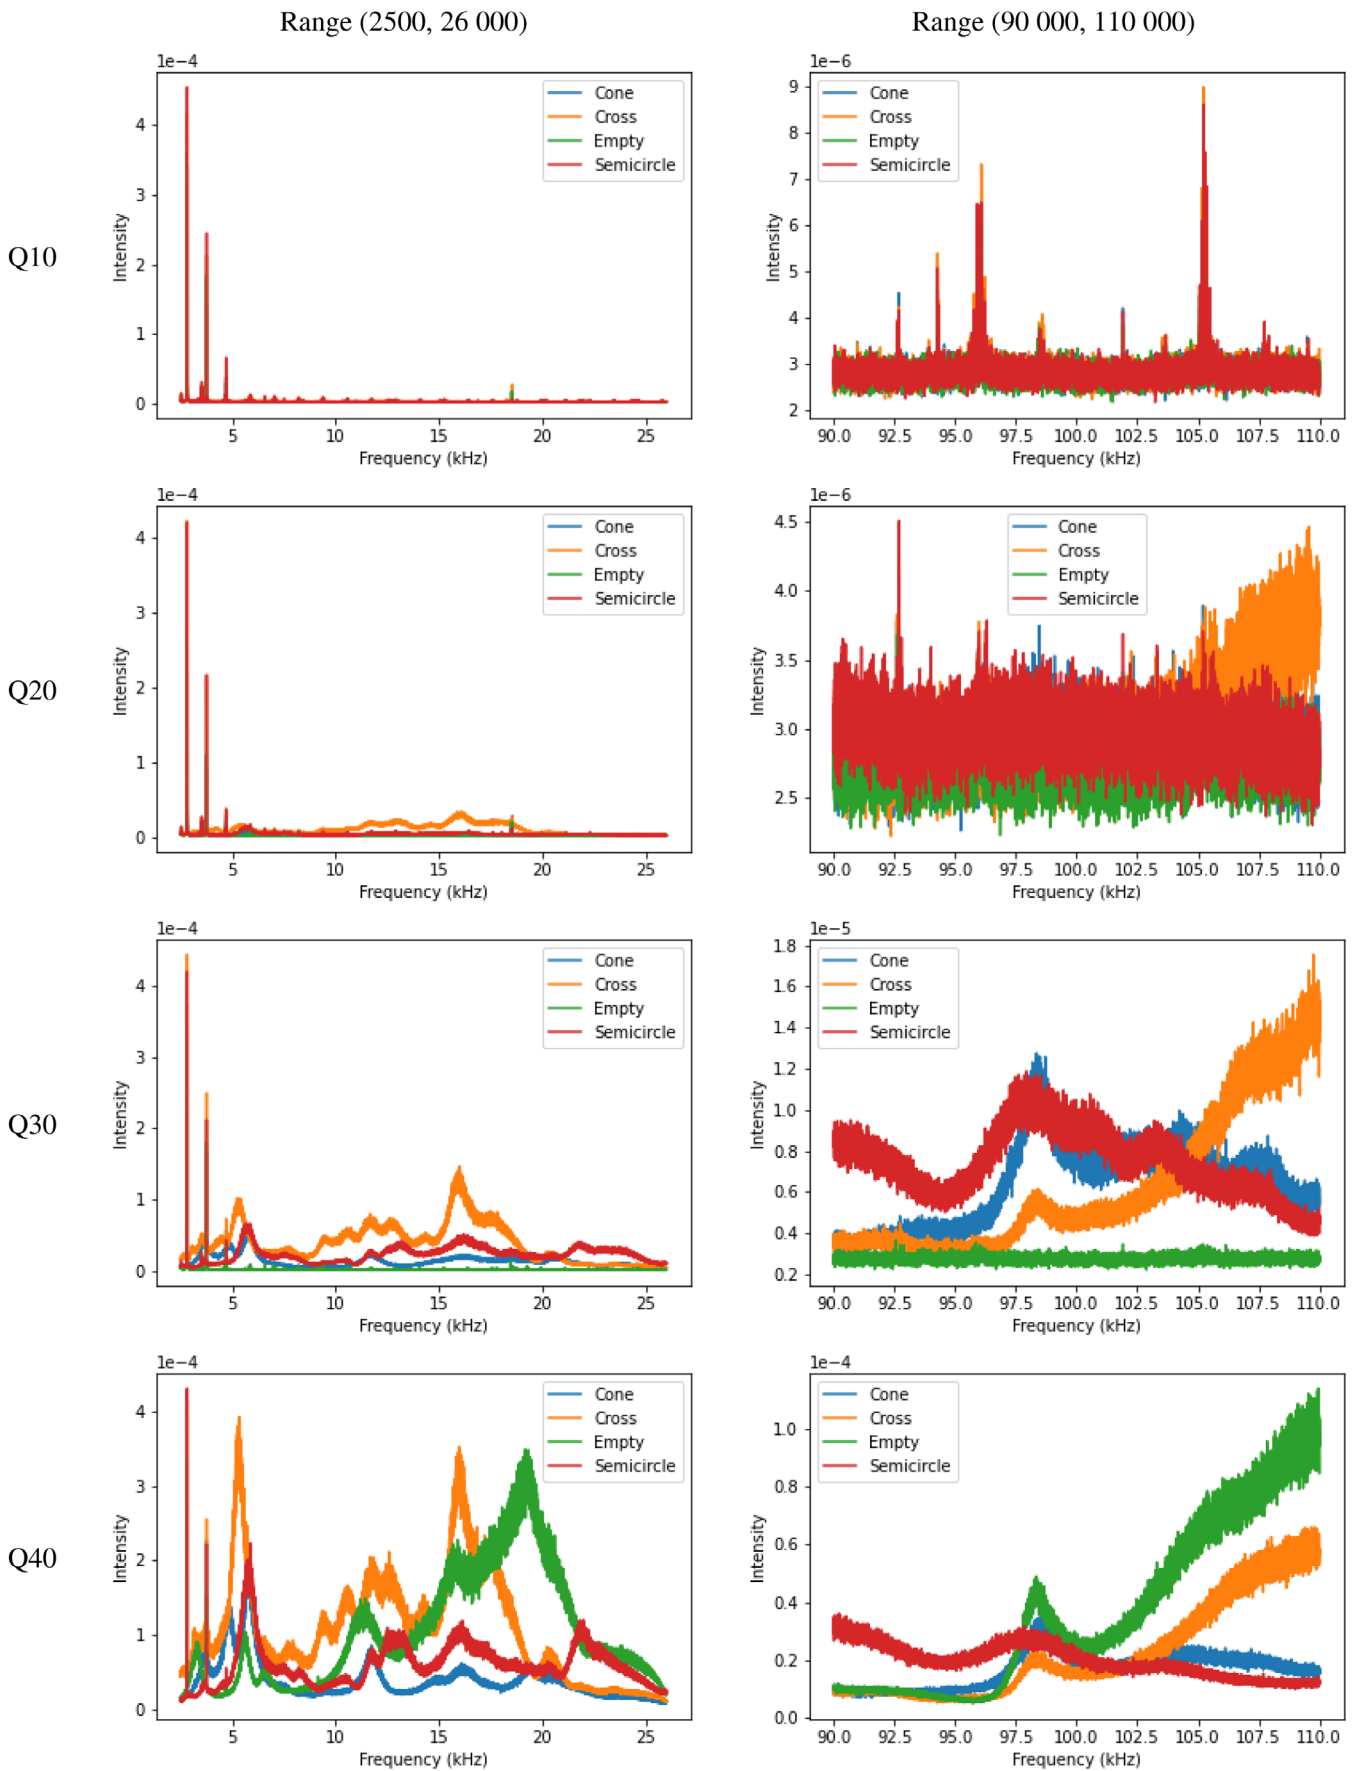 Range (2500, 26 000)
Range (90 000, 110 000)
Q10
1e−4
Intensity
4
3
2
1
0
Cone
Cross
Empty
Semicircle
5 10 15 20 25
Frequency (kHz)
1e−6
Intensity
9
8
7
6
5
4
3
2
Cone
Cross
Empty
Semicircle
90.0 92.5 95.0 97.5 100.0 102.5 105.0 107.5 110.0
Frequency (kHz)
Q20
1e−4
Intensity
4
3
2
1
0
Cone
Cross
Empty
Semicircle
5 10 15 20 25
Frequency (kHz)
1e−6
Intensity
4.5
4.0
3.5
3.0
2.5
Cone
Cross
Empty
Semicircle
90.0 92.5 95.0 97.5 100.0 102.5 105.0 107.5 110.0
Frequency (kHz)
Q30
1e−4
Intensity
4
3
2
1
0
Cone
Cross
Empty
Semicircle
5 10 15 20 25
Frequency (kHz)
1e−5
Intensity
1.8
1.6
1.4
1.2
1.0
0.8
0.6
0.4
0.2
Cone
Cross
Empty
Semicircle
90.0 92.5 95.0 97.5 100.0 102.5 105.0 107.5 110.0
Frequency (kHz)
Q40
1e−4
Intensity
4
3
2
1
0
Cone
Cross
Empty
Semicircle
5 10 15 20 25
Frequency (kHz)
1e−4
Intensity
1.0
0.8
0.6
0.4
0.2
0.0
Cone
Cross
Empty
Semicircle
90.0 92.5 95.0 97.5 100.0 102.5 105.0 107.5 110.0
Frequency (kHz)